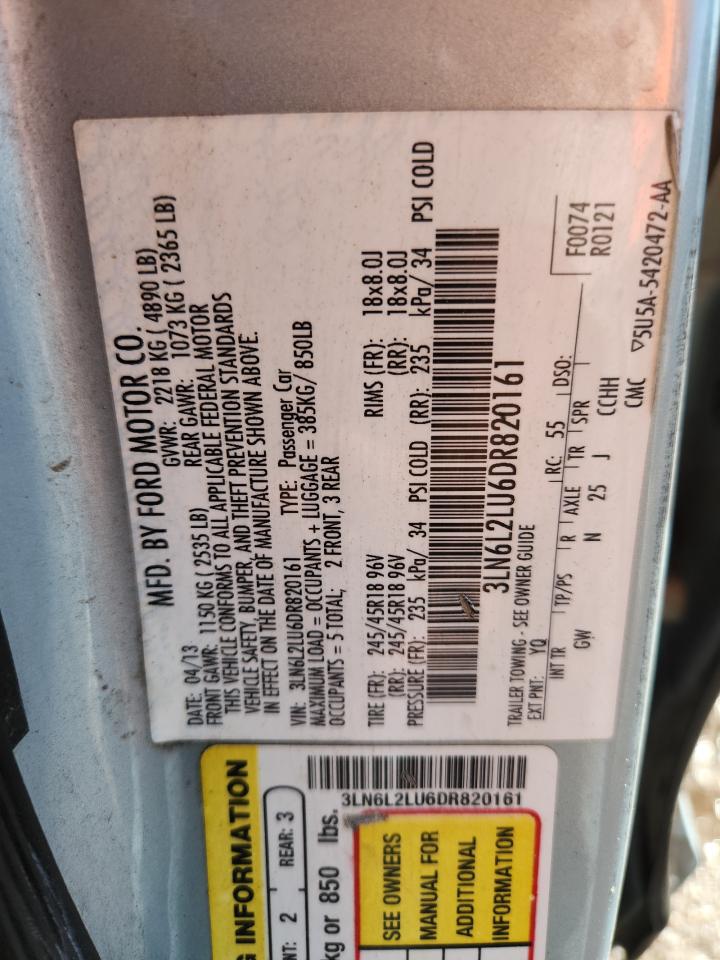 MFD. BY FORD MOTOR CO.
DATE: 04/13 GVWR: 2218 KG ( 4890 LB)
FRONT GAWR: 1150 KG ( 2535 LB) REAR GAWR: 1073 KG ( 2365 LB)
THIS VEHICLE CONFORMS TO ALL APPLICABLE FEDERAL MOTOR
VEHICLE SAFETY, BUMPER, AND THEFT PREVENTION STANDARDS
IN EFFECT ON THE DATE OF MANUFACTURE SHOWN ABOVE.
VIN: 3LN6L2LU6DR820161 TYPE: Passenger Car
MAXIMUM LOAD = OCCUPANTS + LUGGAGE = 385KG/ 850LB
OCCUPANTS = 5 TOTAL; 2 FRONT, 3 REAR
TIRE (FR): 245/45R18 96V RIMS (FR): 18x8.0J
(RR): 245/45R18 96V (RR): 18x8.0J
PRESSURE (FR): 235 kPa/ 34 PSI COLD (RR): 235 kPa/ 34 PSI COLD
3LN6L2LU6DR820161
TRAILER TOWING - SEE OWNER GUIDE
EXT PNT: YQ RC: 55 DSO: F0074
R0121
INT TR TP/PS R AXLE TR SPR
GW N 25 J CCHH
CMC ▽5U5A-5420472-AA
G INFORMATION
NT: 2 REAR: 3
kg or 850 lbs.
3LN6L2LU6DR820161
SEE OWNERS
MANUAL FOR
ADDITIONAL
INFORMATION